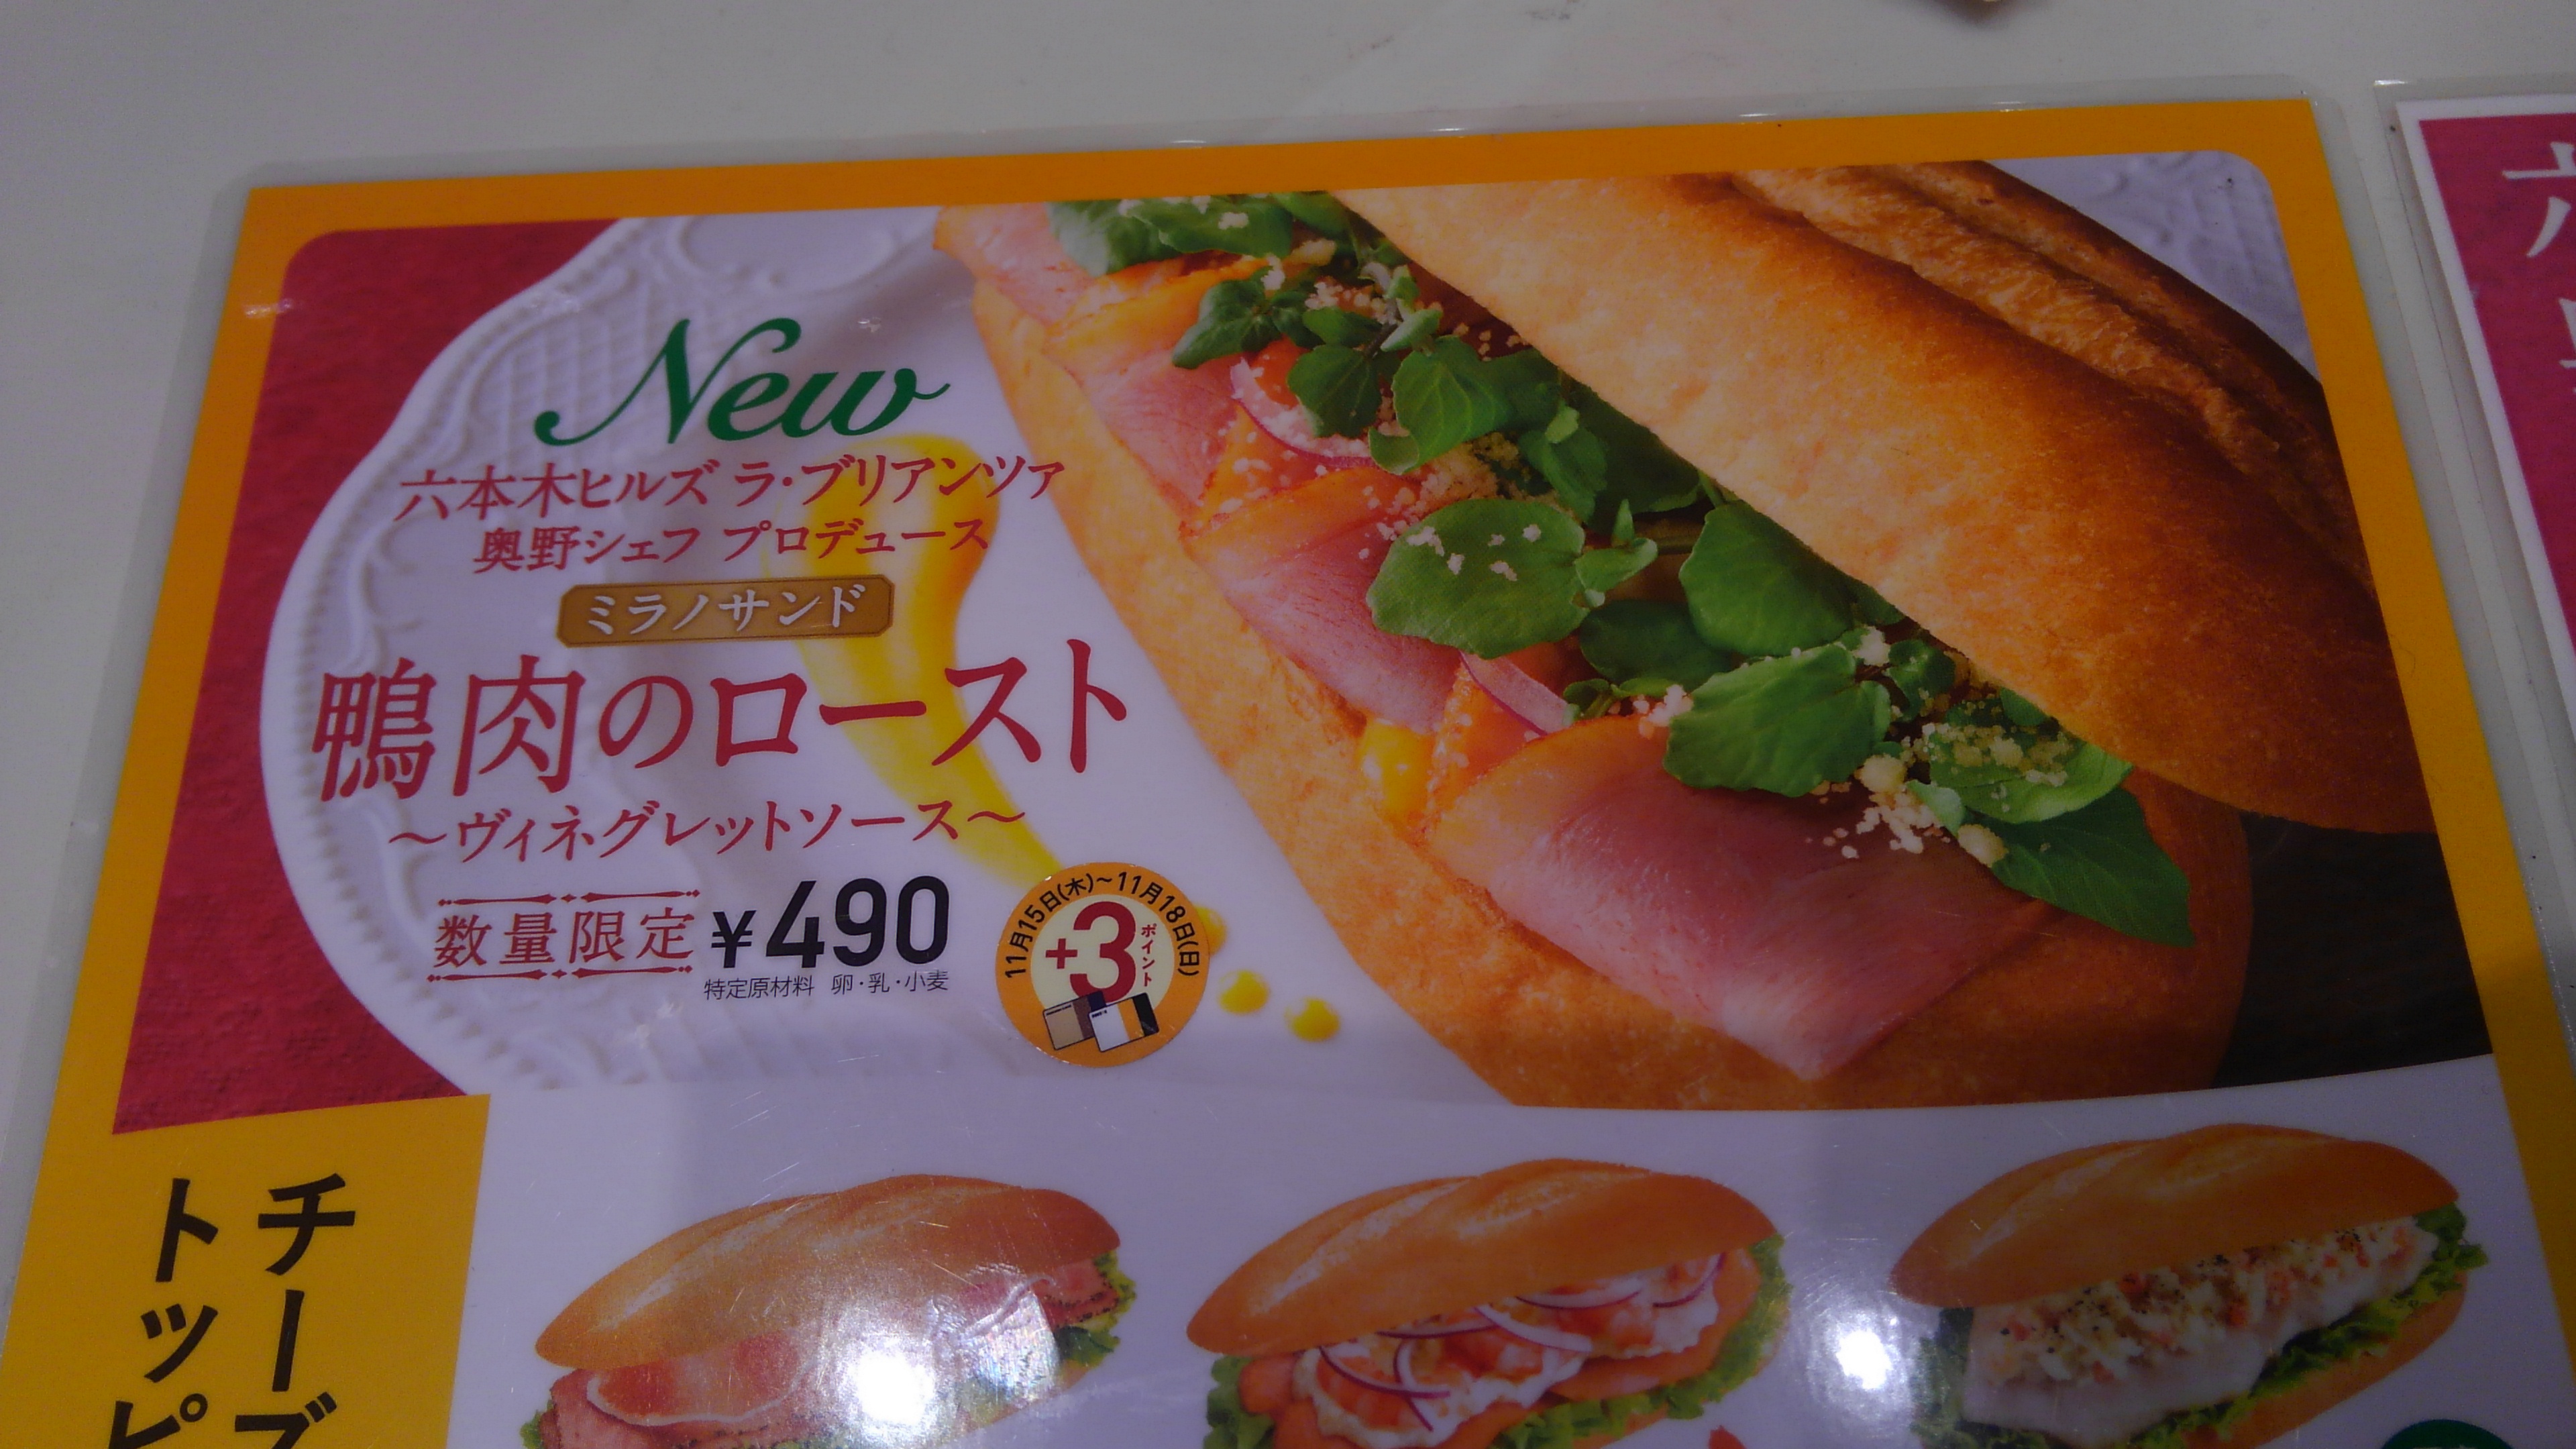 New
六本木ヒルズ ラ・ブリアンツァ
奥野シェフ プロデュース
ミラノサンド
鴨肉のロースト
～ヴィネグレットソース～
数量限定 ¥490
特定原材料 卵・乳・小麦
11月15日(木)～11月18日(日)
+3ポイント
チーズ
トッピ
六